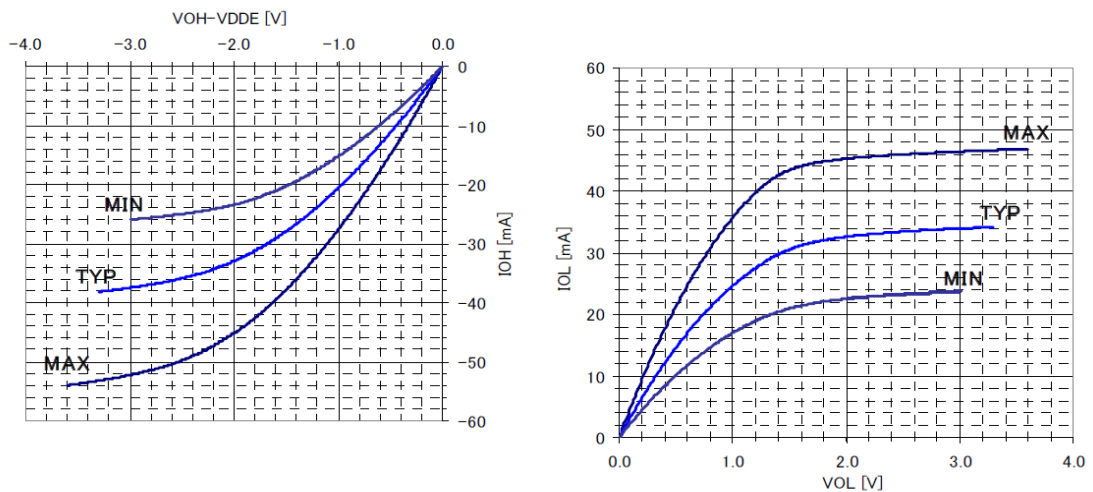 VOH-VDDE [V]
-4.0 -3.0 -2.0 -1.0 0.0
0
-10
-20
-30
-40
-50
-60
IOH [mA]
MIN
TYP
MAX
60
50
40
30
20
10
0
IOL [mA]
MAX
TYP
MIN
0.0 1.0 2.0 3.0 4.0
VOL [V]